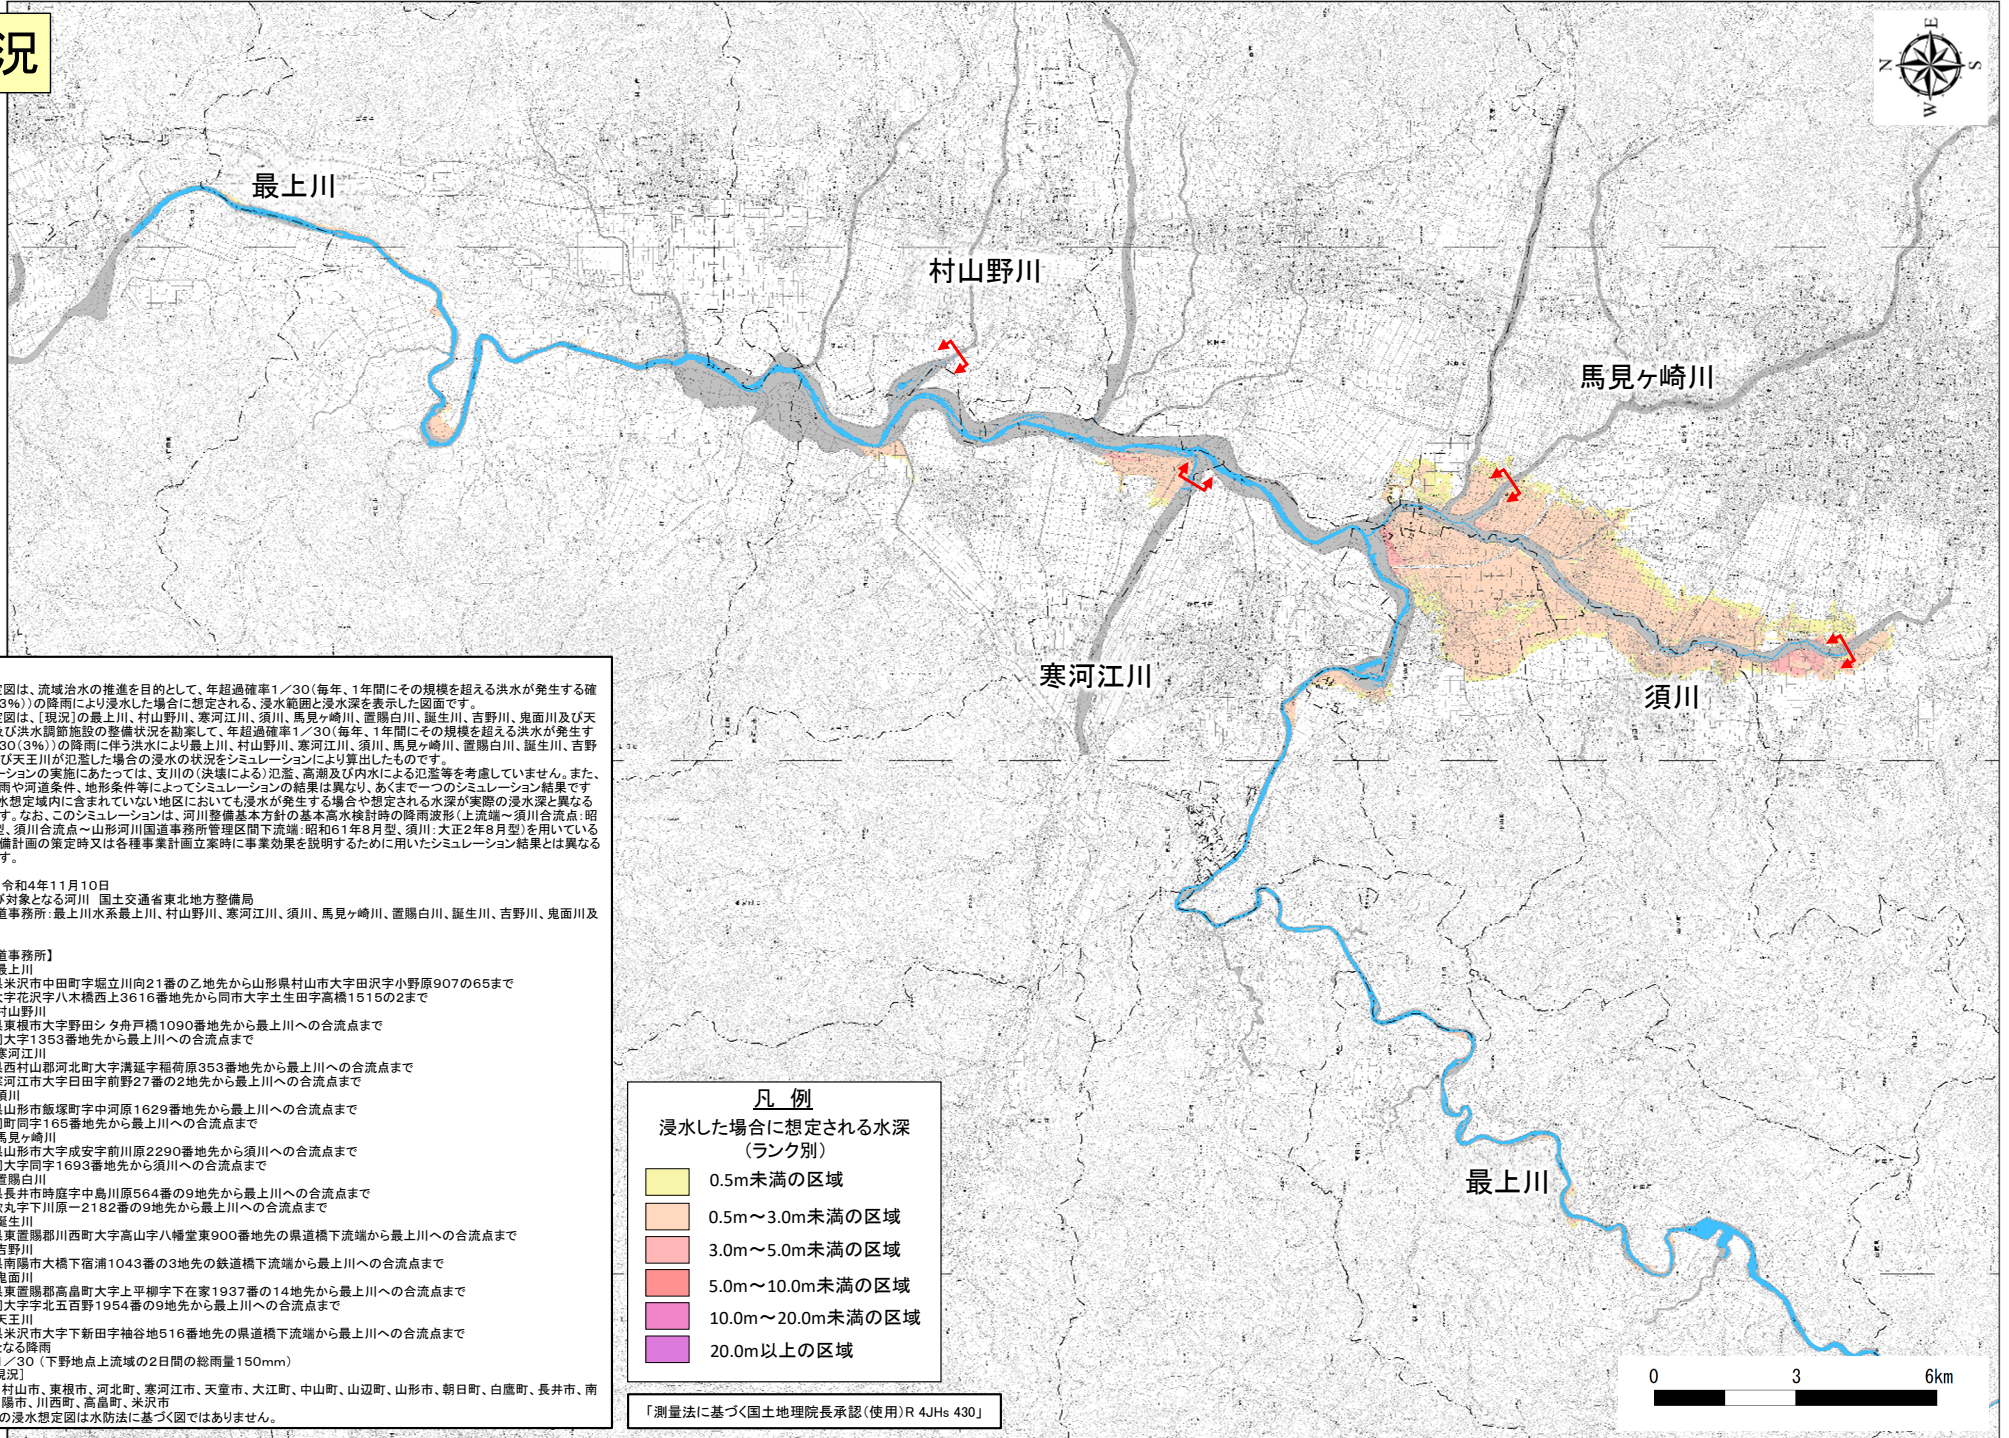 況
N
E
S
W
最上川
村山野川
馬見ヶ崎川
寒河江川
須川
最上川
定図は、流域治水の推進を目的として、年超過確率1／30(毎年、1年間にその規模を超える洪水が発生する確
3%))の降雨により浸水した場合に想定される、浸水範囲と浸水深を表示した図面です。
定図は、[現況]の最上川、村山野川、寒河江川、須川、馬見ヶ崎川、置賜白川、誕生川、吉野川、鬼面川及び天
及び洪水調節施設の整備状況を勘案して、年超過確率1／30(毎年、1年間にその規模を超える洪水が発生す
30(3%))の降雨に伴う洪水により最上川、村山野川、寒河江川、須川、馬見ヶ崎川、置賜白川、誕生川、吉野
び天王川が氾濫した場合の浸水の状況をシミュレーションにより算出したものです。
ーションの実施にあたっては、支川の(決壊による)氾濫、高潮及び内水による氾濫等を考慮していません。また、
雨や河道条件、地形条件等によってシミュレーションの結果は異なり、あくまで一つのシミュレーション結果です
水想定域内に含まれていない地区においても浸水が発生する場合や想定される水深が実際の浸水深と異なる
す。なお、このシミュレーションは、河川整備基本方針の基本高水検討時の降雨波形(上流端～須川合流点:昭
型、須川合流点～山形河川国道事務所管理区間下流端:昭和61年8月型、須川:大正2年8月型)を用いている
備計画の策定時又は各種事業計画立案時に事業効果を説明するために用いたシミュレーション結果とは異なる
す。
令和4年11月10日
び対象となる河川 国土交通省東北地方整備局
道事務所:最上川水系最上川、村山野川、寒河江川、須川、馬見ヶ崎川、置賜白川、誕生川、吉野川、鬼面川及
道事務所】
最上川
県米沢市中田町字堀立川向21番の乙地先から山形県村山市大字田沢字小野原907の65まで
大字花沢字八木橋西上3616番地先から同市大字土生田字高橋1515の2まで
村山野川
県東根市大字野田シタ舟戸橋1090番地先から最上川への合流点まで
同大字1353番地先から最上川への合流点まで
寒河江川
県西村山郡河北町大字溝延字稲荷原353番地先から最上川への合流点まで
寒河江市大字日田字前野27番の2地先から最上川への合流点まで
須川
県山形市飯塚町字中河原1629番地先から最上川への合流点まで
同町同字165番地先から最上川への合流点まで
馬見ヶ崎川
県山形市大字成安字前川原2290番地先から須川への合流点まで
同大字同字1693番地先から須川への合流点まで
置賜白川
県長井市時庭字中島川原564番の9地先から最上川への合流点まで
歌丸字下川原一2182番の9地先から最上川への合流点まで
誕生川
県東置賜郡川西町大字高山字八幡堂東900番地先の県道橋下流端から最上川への合流点まで
吉野川
県南陽市大橋下宿浦1043番の3地先の鉄道橋下流端から最上川への合流点まで
鬼面川
県東置賜郡高畠町大字上平柳字下在家1937番の14地先から最上川への合流点まで
同大字字北五百野1954番の9地先から最上川への合流点まで
天王川
県米沢市大字下新田字袖谷地516番地先の県道橋下流端から最上川への合流点まで
なる降雨
1／30 (下野地点上流域の2日間の総雨量150mm)
現況]
村山市、東根市、河北町、寒河江市、天童市、大江町、中山町、山辺町、山形市、朝日町、白鷹町、長井市、南
陽市、川西町、高畠町、米沢市
の浸水想定図は水防法に基づく図ではありません。
凡 例
浸水した場合に想定される水深
(ランク別)
0.5m未満の区域
0.5m～3.0m未満の区域
3.0m～5.0m未満の区域
5.0m～10.0m未満の区域
10.0m～20.0m未満の区域
20.0m以上の区域
「測量法に基づく国土地理院長承認(使用)R 4JHs 430」
0 3 6km